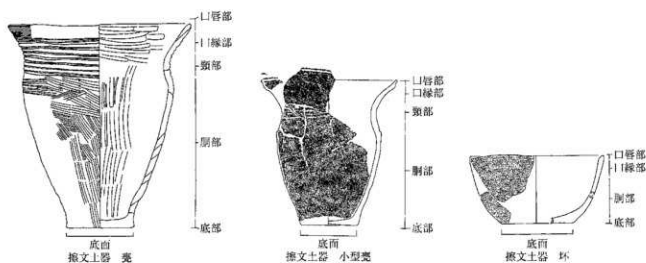 口唇部
口縁部
頸部
胴部
底部
底面
擦文土器 甕
口唇部
口縁部
頸部
胴部
底部
底面
擦文土器 小型甕
口唇部
口縁部
胴部
底部
底面
擦文土器 坏